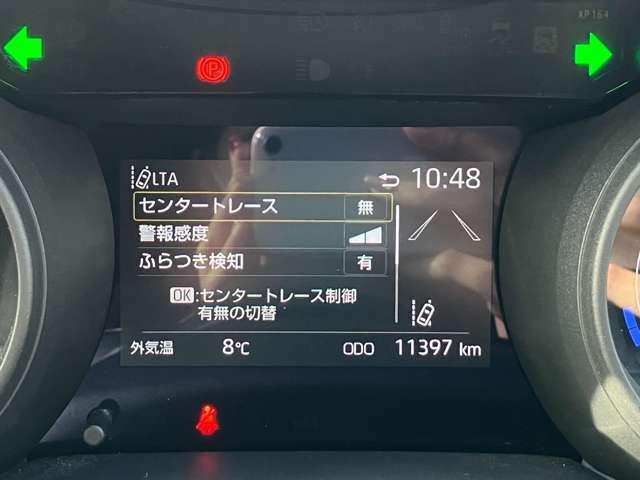 XP164
LTA 10:48
センタートレース 無
警報感度
ふらつき検知 有
OK:センタートレース制御
有無の切替
外気温 8℃ ODO 11397 km